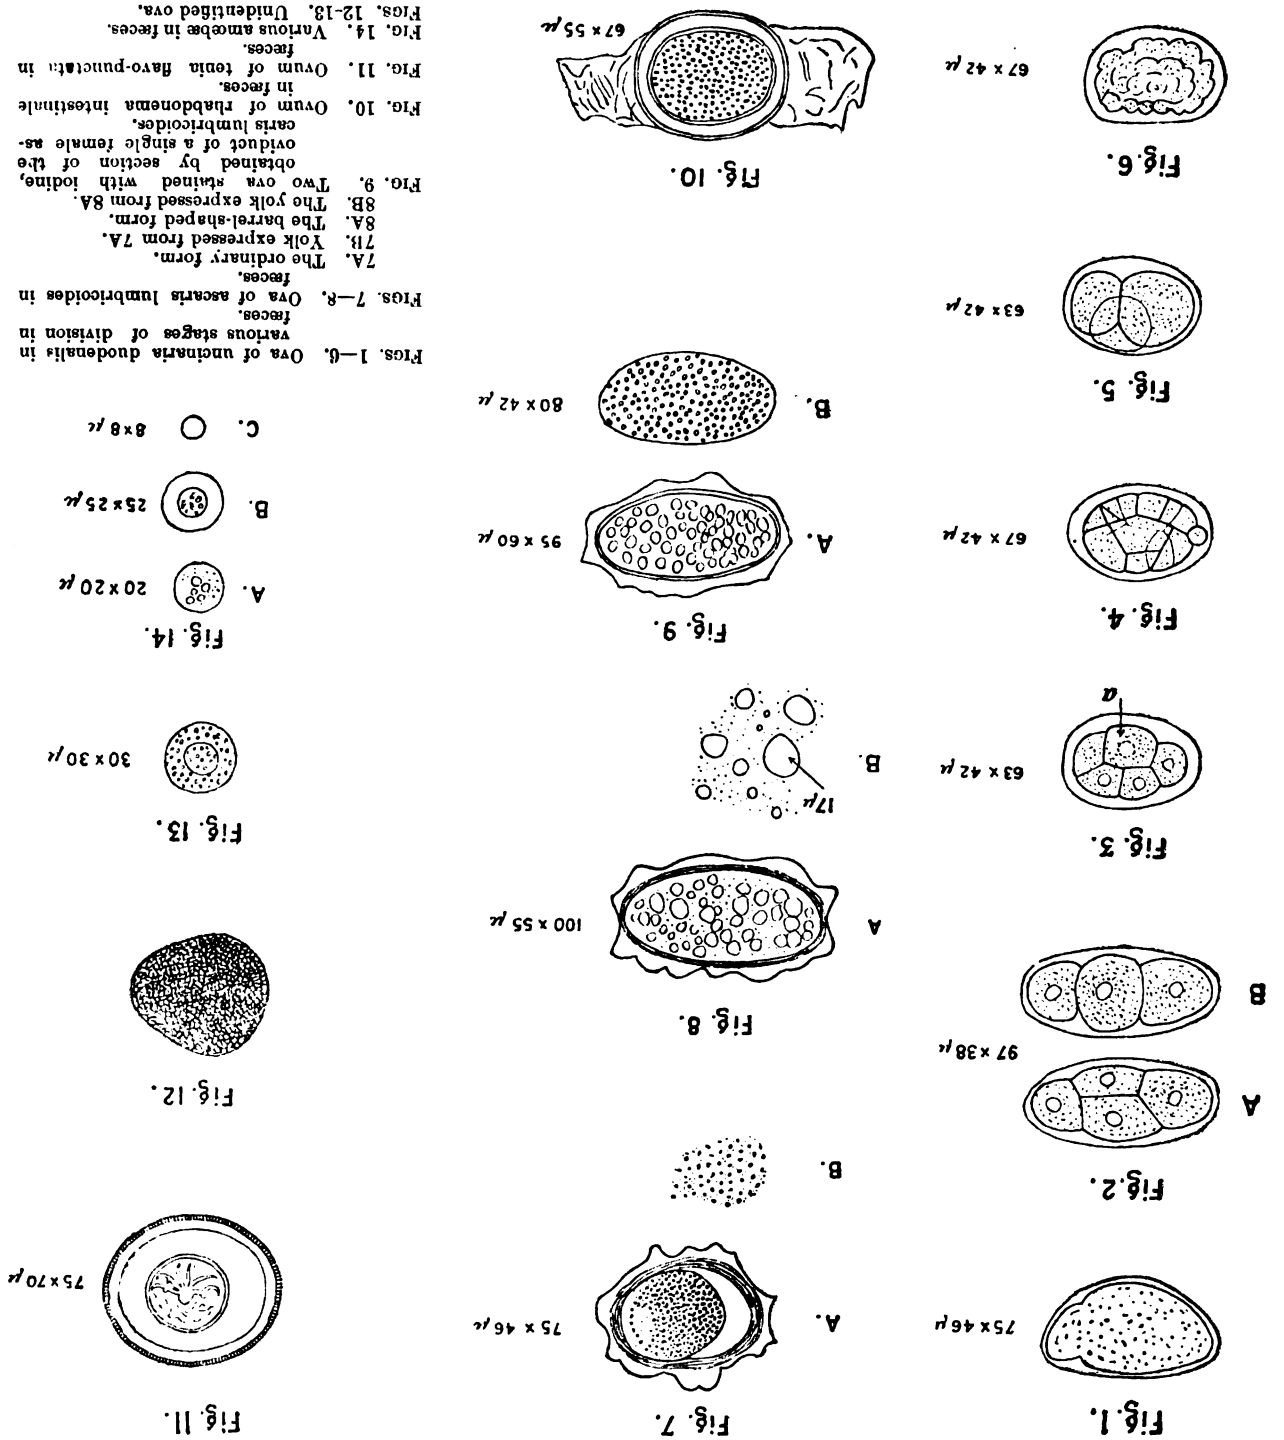 Fig. 1.
75 x 46 µ
Fig. 2.
A
97 x 38 µ
B
Fig. 3.
63 x 42 µ
a
Fig. 4.
67 x 42 µ
Fig. 5.
63 x 42 µ
Fig. 6.
67 x 42 µ
Fig. 7.
A. 75 x 46 µ
B.
Fig. 8.
A 100 x 55 µ
17 µ
B.
Fig. 9.
A. 95 x 60 µ
B. 80 x 42 µ
Fig. 10.
67 x 55 µ
Fig. 11.
75 x 70 µ
Fig. 12.
Fig. 13.
30 x 30 µ
Fig. 14.
A. 20 x 20 µ
B. 25 x 25 µ
C. 8 x 8 µ
FIGS. 1—6. Ova of uncinaria duodenalis in
various stages of division in
fæces.
FIGS. 7—8. Ova of ascaris lumbricoides in
fæces.
7A. The ordinary form.
7B. Yolk expressed from 7A.
8A. The barrel-shaped form.
8B. The yolk expressed from 8A.
FIG. 9. Two ova stained with iodine,
obtained by section of the
oviduct of a single female as-
caris lumbricoides.
FIG. 10. Ovum of rhabdonema intestinale
in fæces.
FIG. 11. Ovum of tenia flavo-punctata in
fæces.
FIG. 14. Various amœbæ in fæces.
FIGS. 12-13. Unidentified ova.